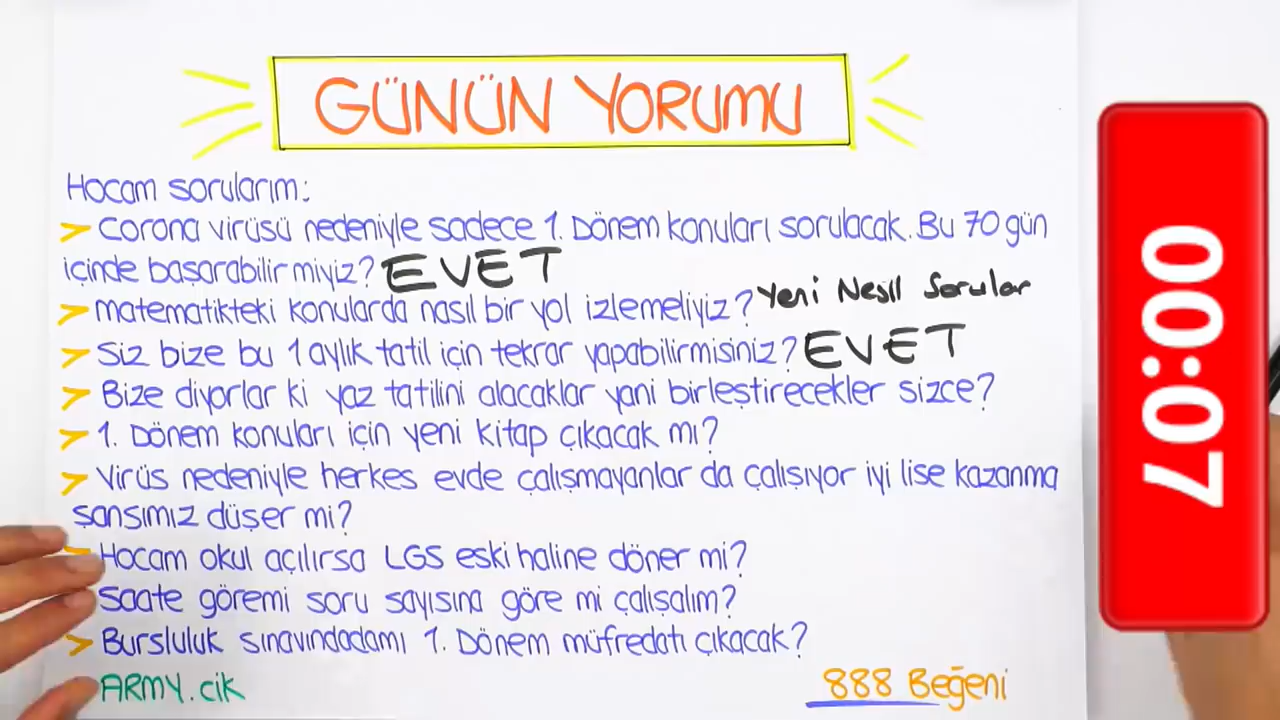 GÜNÜN YORUMU
Hocam sorularım:
➤ Corona virüsü nedeniyle sadece 1. Dönem konuları sorulacak. Bu 70 gün
içinde başarabilir miyiz? EVET
➤ matematikteki konularda nasıl bir yol izlemeliyiz? Yeni Nesil Sorular
➤ Siz bize bu 1 aylık tatil için tekrar yapabilirmisiniz? EVET
➤ Bize diyorlar ki yaz tatilini alacaklar yani birleştirecekler sizce?
➤ 1. Dönem konuları için yeni kitap çıkacak mı?
➤ Virüs nedeniyle herkes evde çalışmayanlar da çalışıyor iyi lise kazanma
şansımız düşer mi?
➤ Hocam okul açılırsa LGS eski haline döner mi?
Saate göremi soru sayısına göre mi çalışalım?
➤ Bursluluk sınavındadamı 1. Dönem müfredatı çıkacak?
ARMY.cik
888 Beğeni
00:07